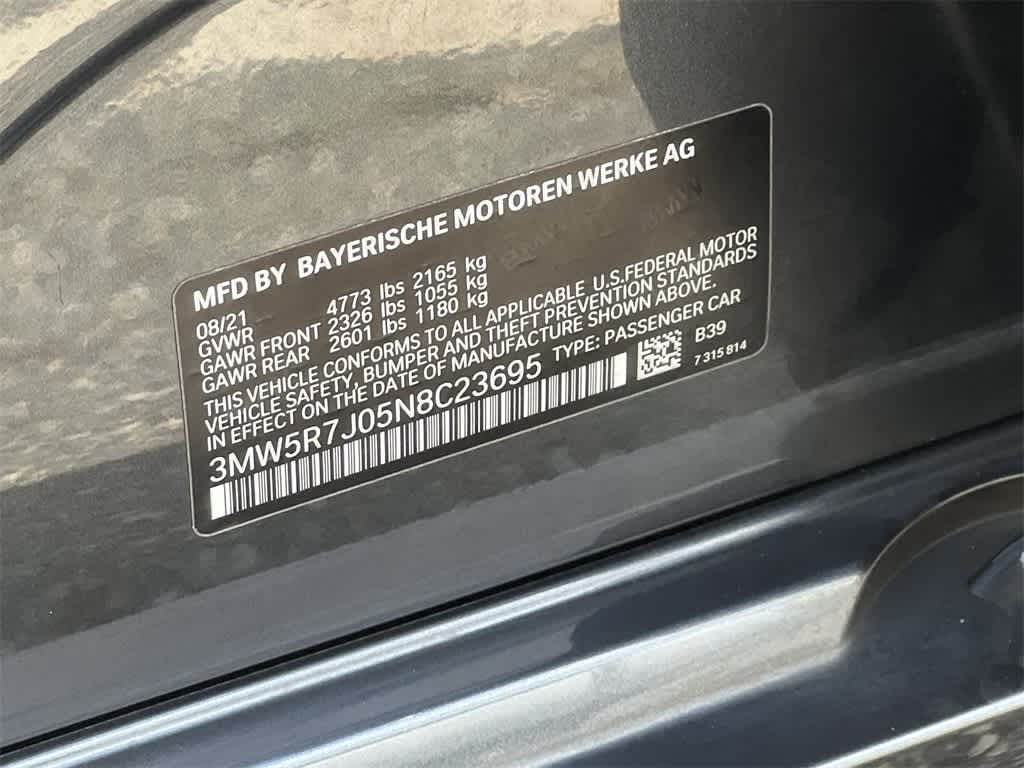 MFD BY BAYERISCHE MOTOREN WERKE AG
08/21
GVWR 4773 lbs 2165 kg
GAWR FRONT 2326 lbs 1055 kg
GAWR REAR 2601 lbs 1180 kg
THIS VEHICLE CONFORMS TO ALL APPLICABLE U.S.FEDERAL MOTOR
VEHICLE SAFETY, BUMPER AND THEFT PREVENTION STANDARDS
IN EFFECT ON THE DATE OF MANUFACTURE SHOWN ABOVE.
3MW5R7J05N8C23695 TYPE: PASSENGER CAR
B39
7 315 814